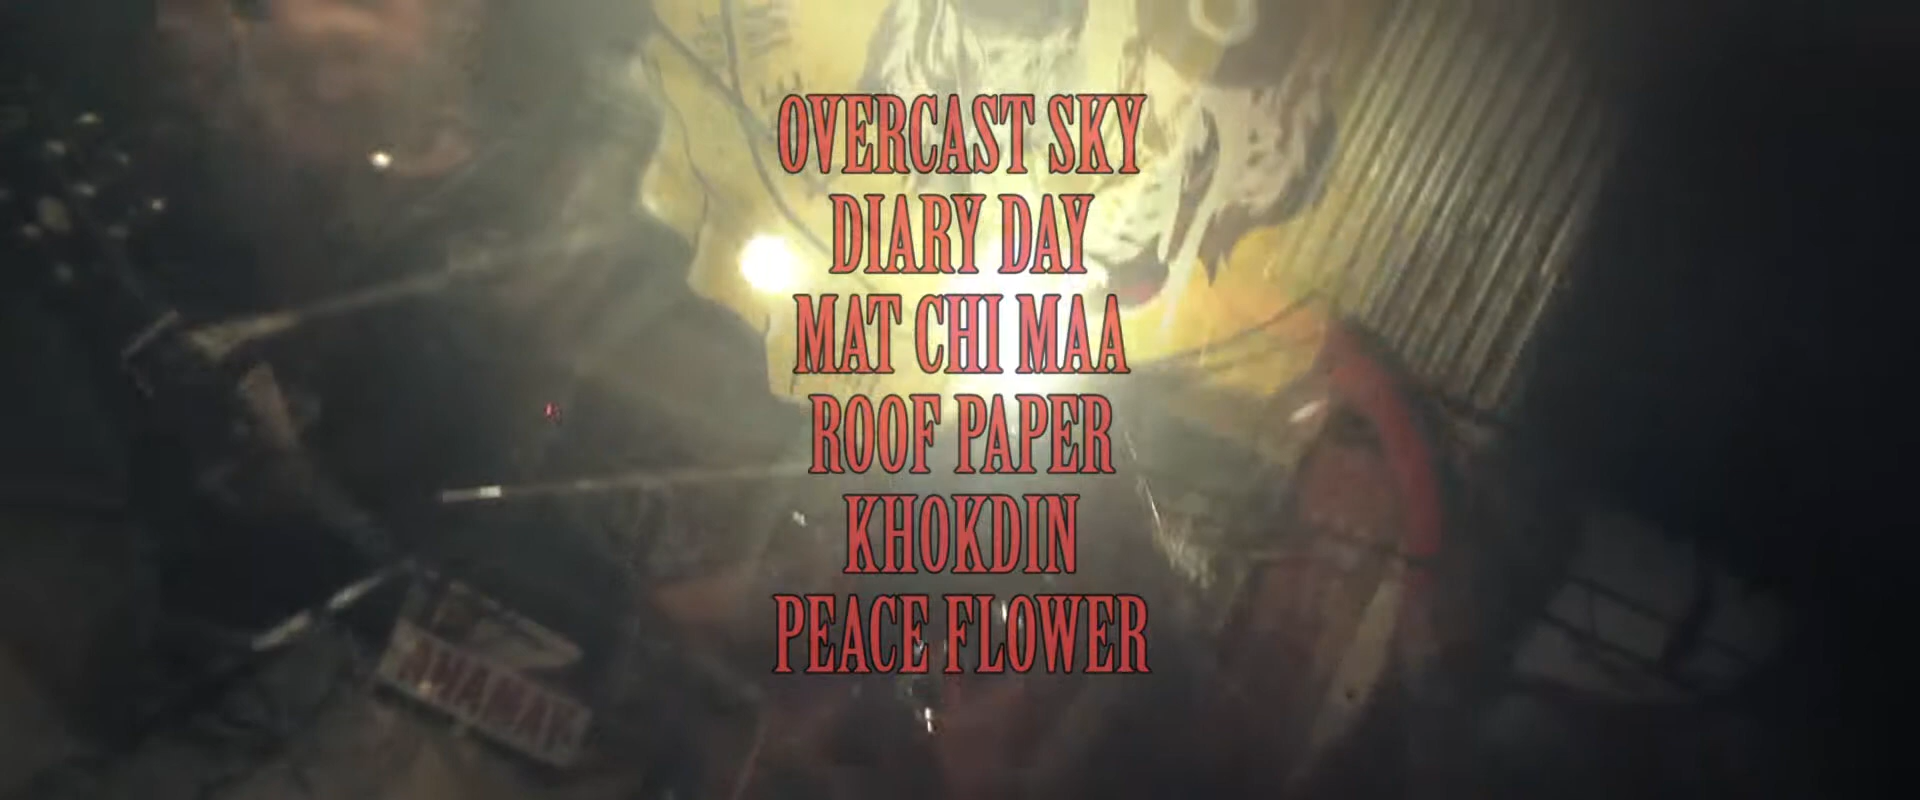 OVERCAST SKY
DIARY DAY
MAT CHI MAA
ROOF PAPER
KHOKDIN
PEACE FLOWER